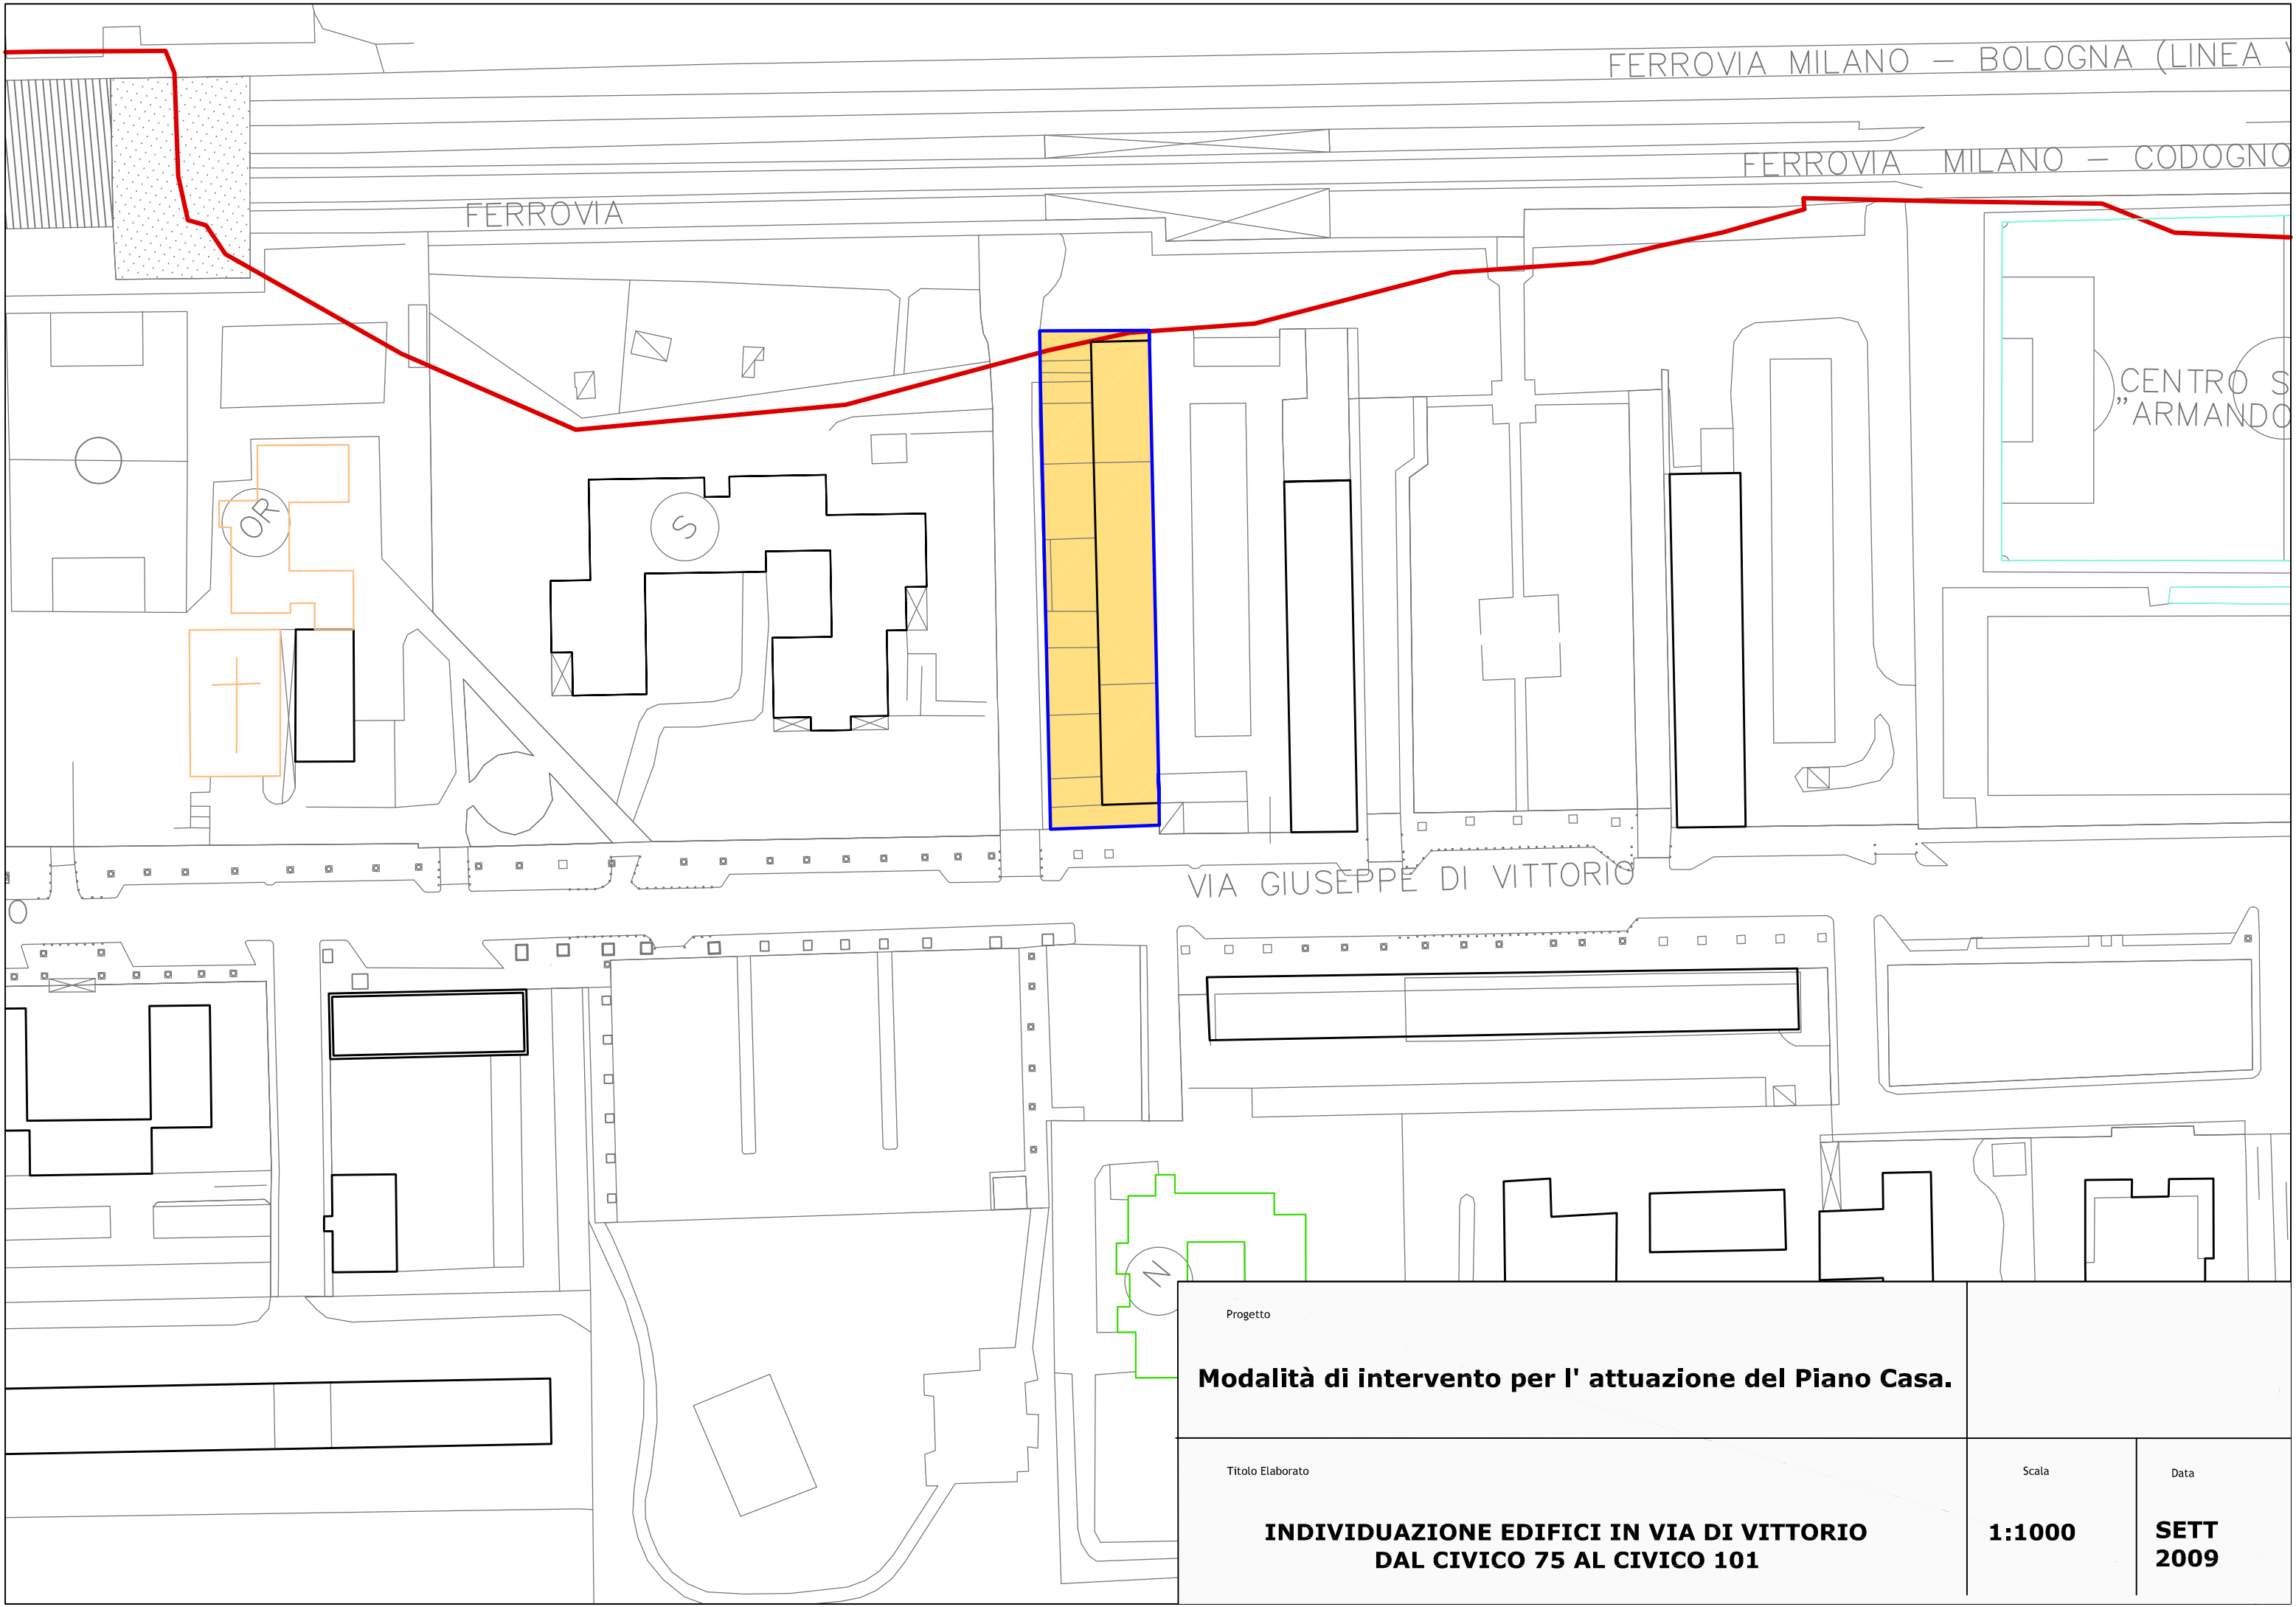 FERROVIA MILANO – BOLOGNA (LINEA
FERROVIA MILANO – CODOGNO
FERROVIA
CENTRO S
"ARMANDO
OR
S
VIA GIUSEPPE DI VITTORIO
O
N
Progetto
Modalità di intervento per l' attuazione del Piano Casa.
Titolo Elaborato
Scala
Data
INDIVIDUAZIONE EDIFICI IN VIA DI VITTORIO
DAL CIVICO 75 AL CIVICO 101
1:1000
SETT
2009